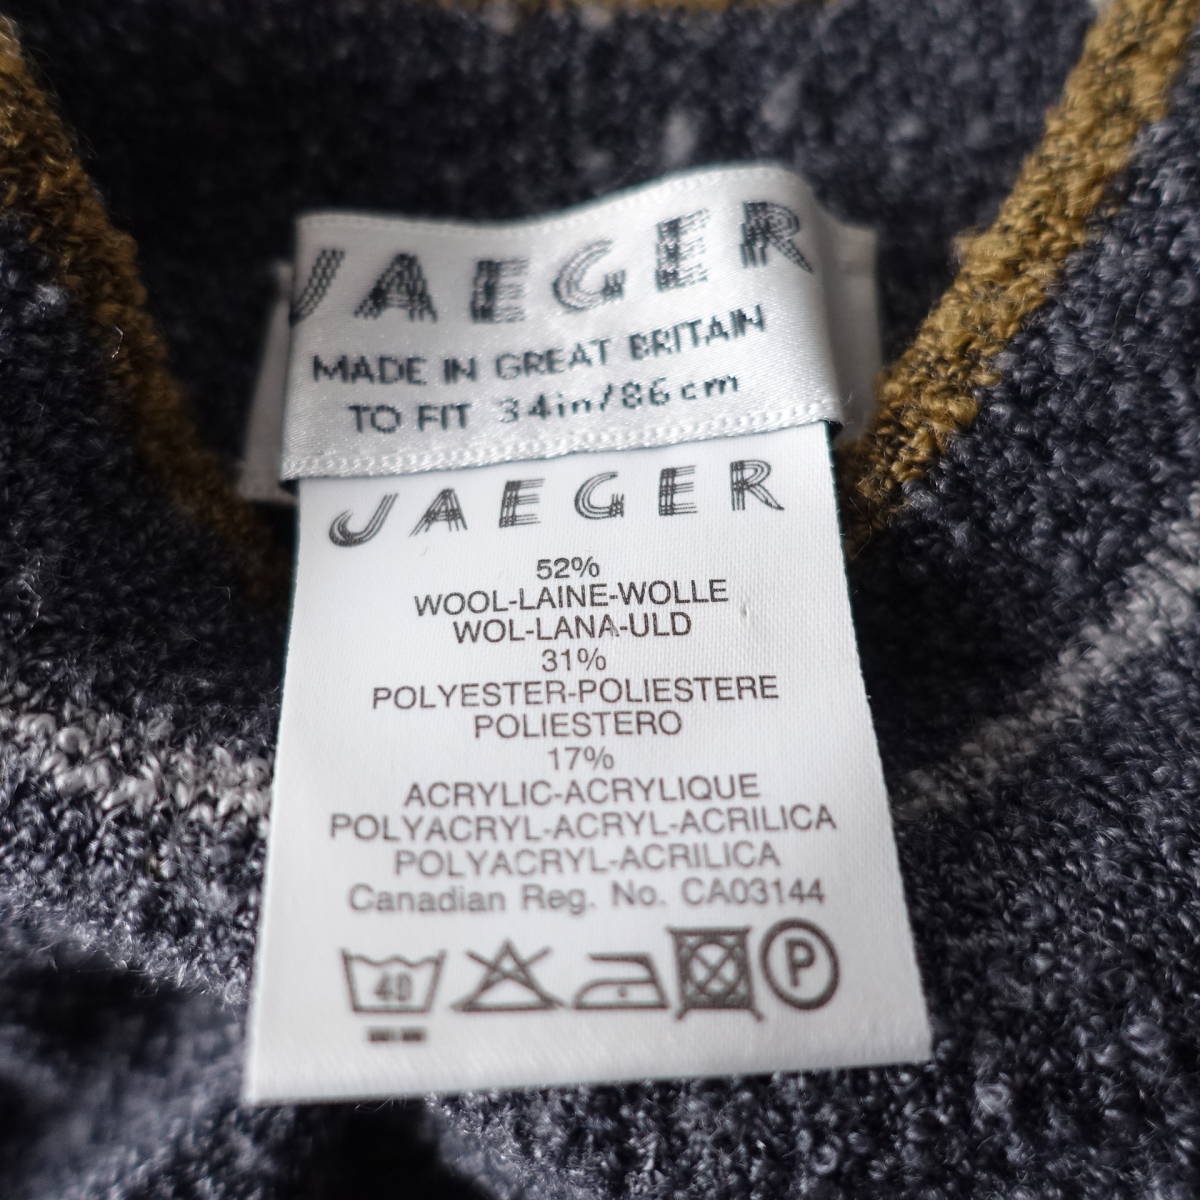 JAEGER
MADE IN GREAT BRITAIN
TO FIT 34in/86cm
JAEGER
52%
WOOL-LAINE-WOLLE
WOL-LANA-ULD
31%
POLYESTER-POLIESTERE
POLIESTERO
17%
ACRYLIC-ACRYLIQUE
POLYACRYL-ACRYL-ACRILICA
POLYACRYL-ACRILICA
Canadian Reg. No. CA03144
40 P